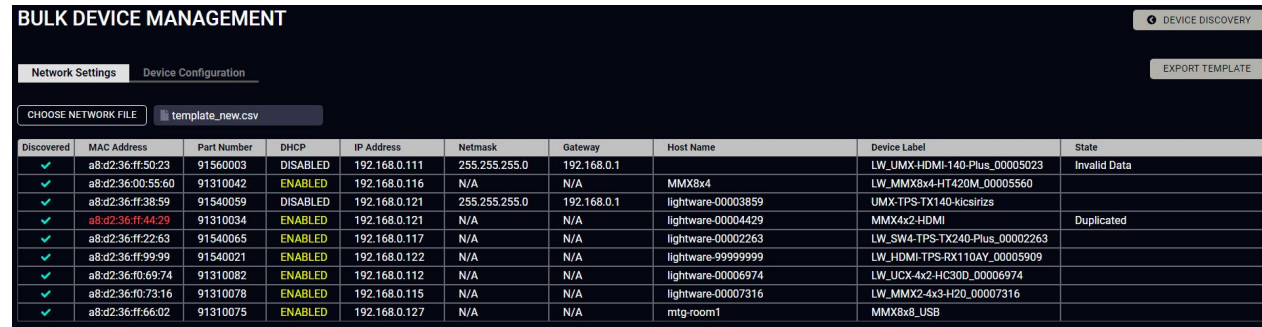 BULK DEVICE MANAGEMENT
DEVICE DISCOVERY
Network Settings Device Configuration
EXPORT TEMPLATE
CHOOSE NETWORK FILE template_new.csv
Discovered MAC Address Part Number DHCP IP Address Netmask Gateway Host Name Device Label State
a8:d2:36:ff:50:23 91560003 DISABLED 192.168.0.111 255.255.255.0 192.168.0.1 LW_UMX-HDMI-140-Plus_00005023 Invalid Data
a8:d2:36:00:55:60 91310042 ENABLED 192.168.0.116 N/A N/A MMX8x4 LW_MMX8x4-HT420M_00005560
a8:d2:36:ff:38:59 91540059 DISABLED 192.168.0.121 255.255.255.0 192.168.0.1 lightware-00003859 UMX-TPS-TX140-kicsirizs
a8:d2:36:ff:44:29 91310034 ENABLED 192.168.0.121 N/A N/A lightware-00004429 MMX4x2-HDMI Duplicated
a8:d2:36:ff:22:63 91540065 ENABLED 192.168.0.117 N/A N/A lightware-00002263 LW_SW4-TPS-TX240-Plus_00002263
a8:d2:36:ff:99:99 91540021 ENABLED 192.168.0.122 N/A N/A lightware-99999999 LW_HDMI-TPS-RX110AY_00005909
a8:d2:36:f0:69:74 91310082 ENABLED 192.168.0.112 N/A N/A lightware-00006974 LW_UCX-4x2-HC30D_00006974
a8:d2:36:f0:73:16 91310078 ENABLED 192.168.0.115 N/A N/A lightware-00007316 LW_MMX2-4x3-H20_00007316
a8:d2:36:ff:66:02 91310075 ENABLED 192.168.0.127 N/A N/A mtg-room1 MMX8x8_USB